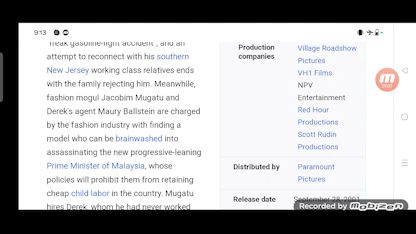 9:13
"freak gasoline-fight accident", and an
attempt to reconnect with his southern
New Jersey working class relatives ends
with the family rejecting him. Meanwhile,
fashion mogul Jacobim Mugatu and
Derek's agent Maury Ballstein are charged
by the fashion industry with finding a
model who can be brainwashed into
assassinating the new progressive-leaning
Prime Minister of Malaysia, whose
policies will prohibit them from retaining
cheap child labor in the country. Mugatu
hires Derek, whom he had never worked
Production
companies
Village Roadshow
Pictures
VH1 Films
NPV
Entertainment
Red Hour
Productions
Scott Rudin
Productions
Distributed by
Paramount
Pictures
Release date
September 28, 2001
Recorded by mobizen